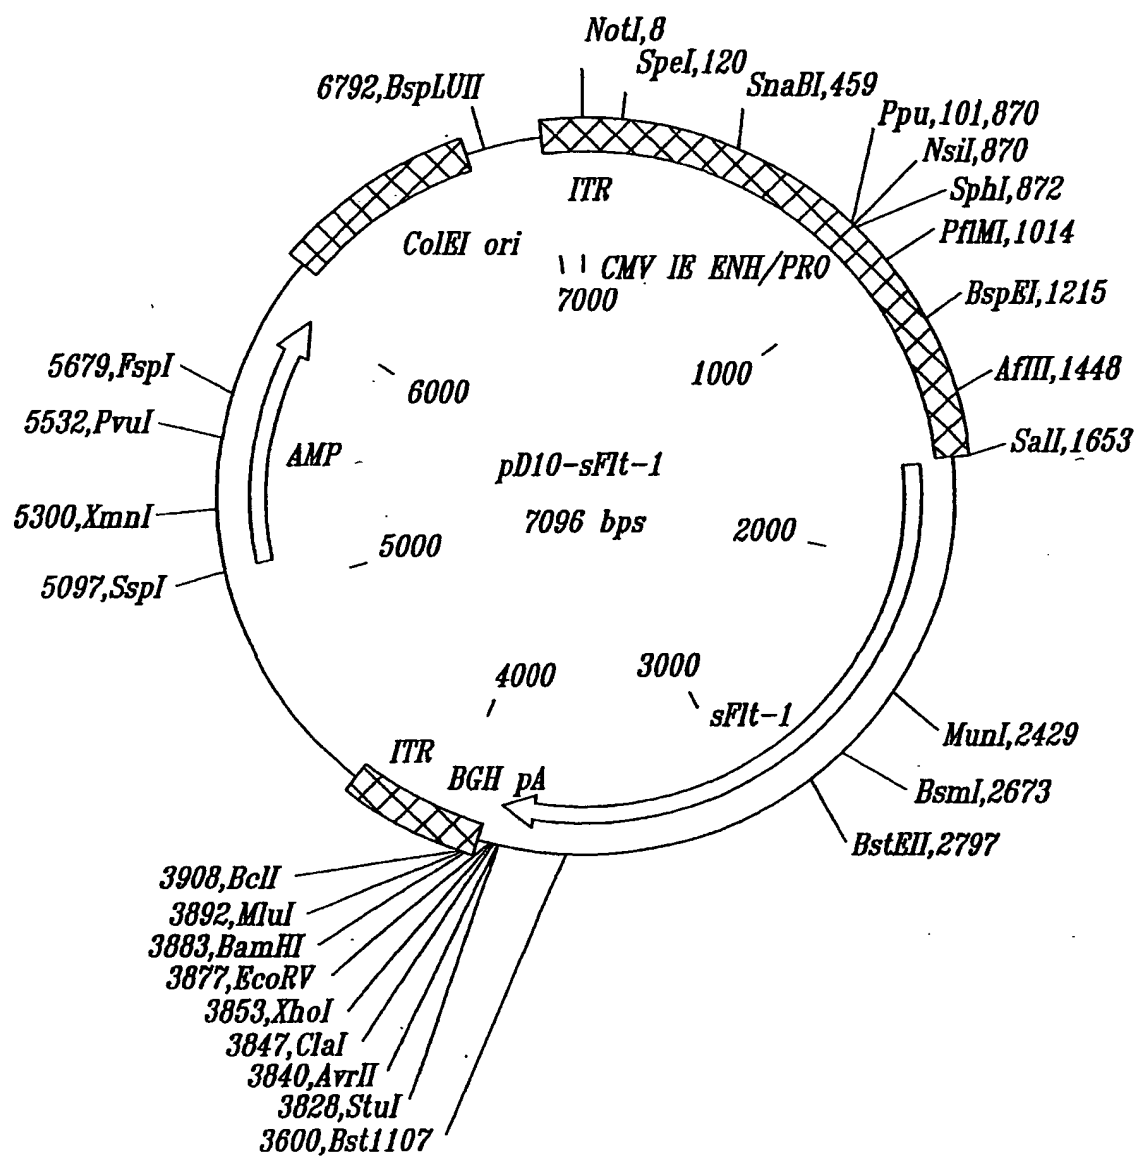 NotI,8
SpeI,120
SnaBI,459
6792,BspLUII
Ppu,101,870
NsiI,870
SphI,872
PflMI,1014
ITR
ColEI ori
CMV IE ENH/PRO
7000
BspEI,1215
5679,FspI
6000
1000
AflII,1448
5532,PvuI
AMP
pD10-sFlt-1
SalI,1653
5300,XmnI
7096 bps
2000
5000
5097,SspI
4000
3000
sFlt-1
MunI,2429
ITR
BGH pA
BsmI,2673
BstEII,2797
3908,BclI
3892,MluI
3883,BamHI
3877,EcoRV
3853,XhoI
3847,ClaI
3840,AvrII
3828,StuI
3600,Bst1107